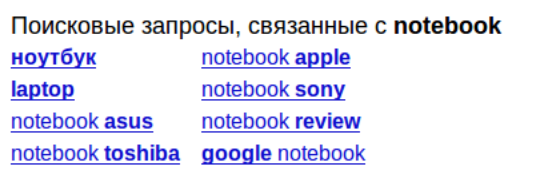 Поисковые запросы, связанные с notebook
ноутбук notebook apple
laptop notebook sony
notebook asus notebook review
notebook toshiba google notebook